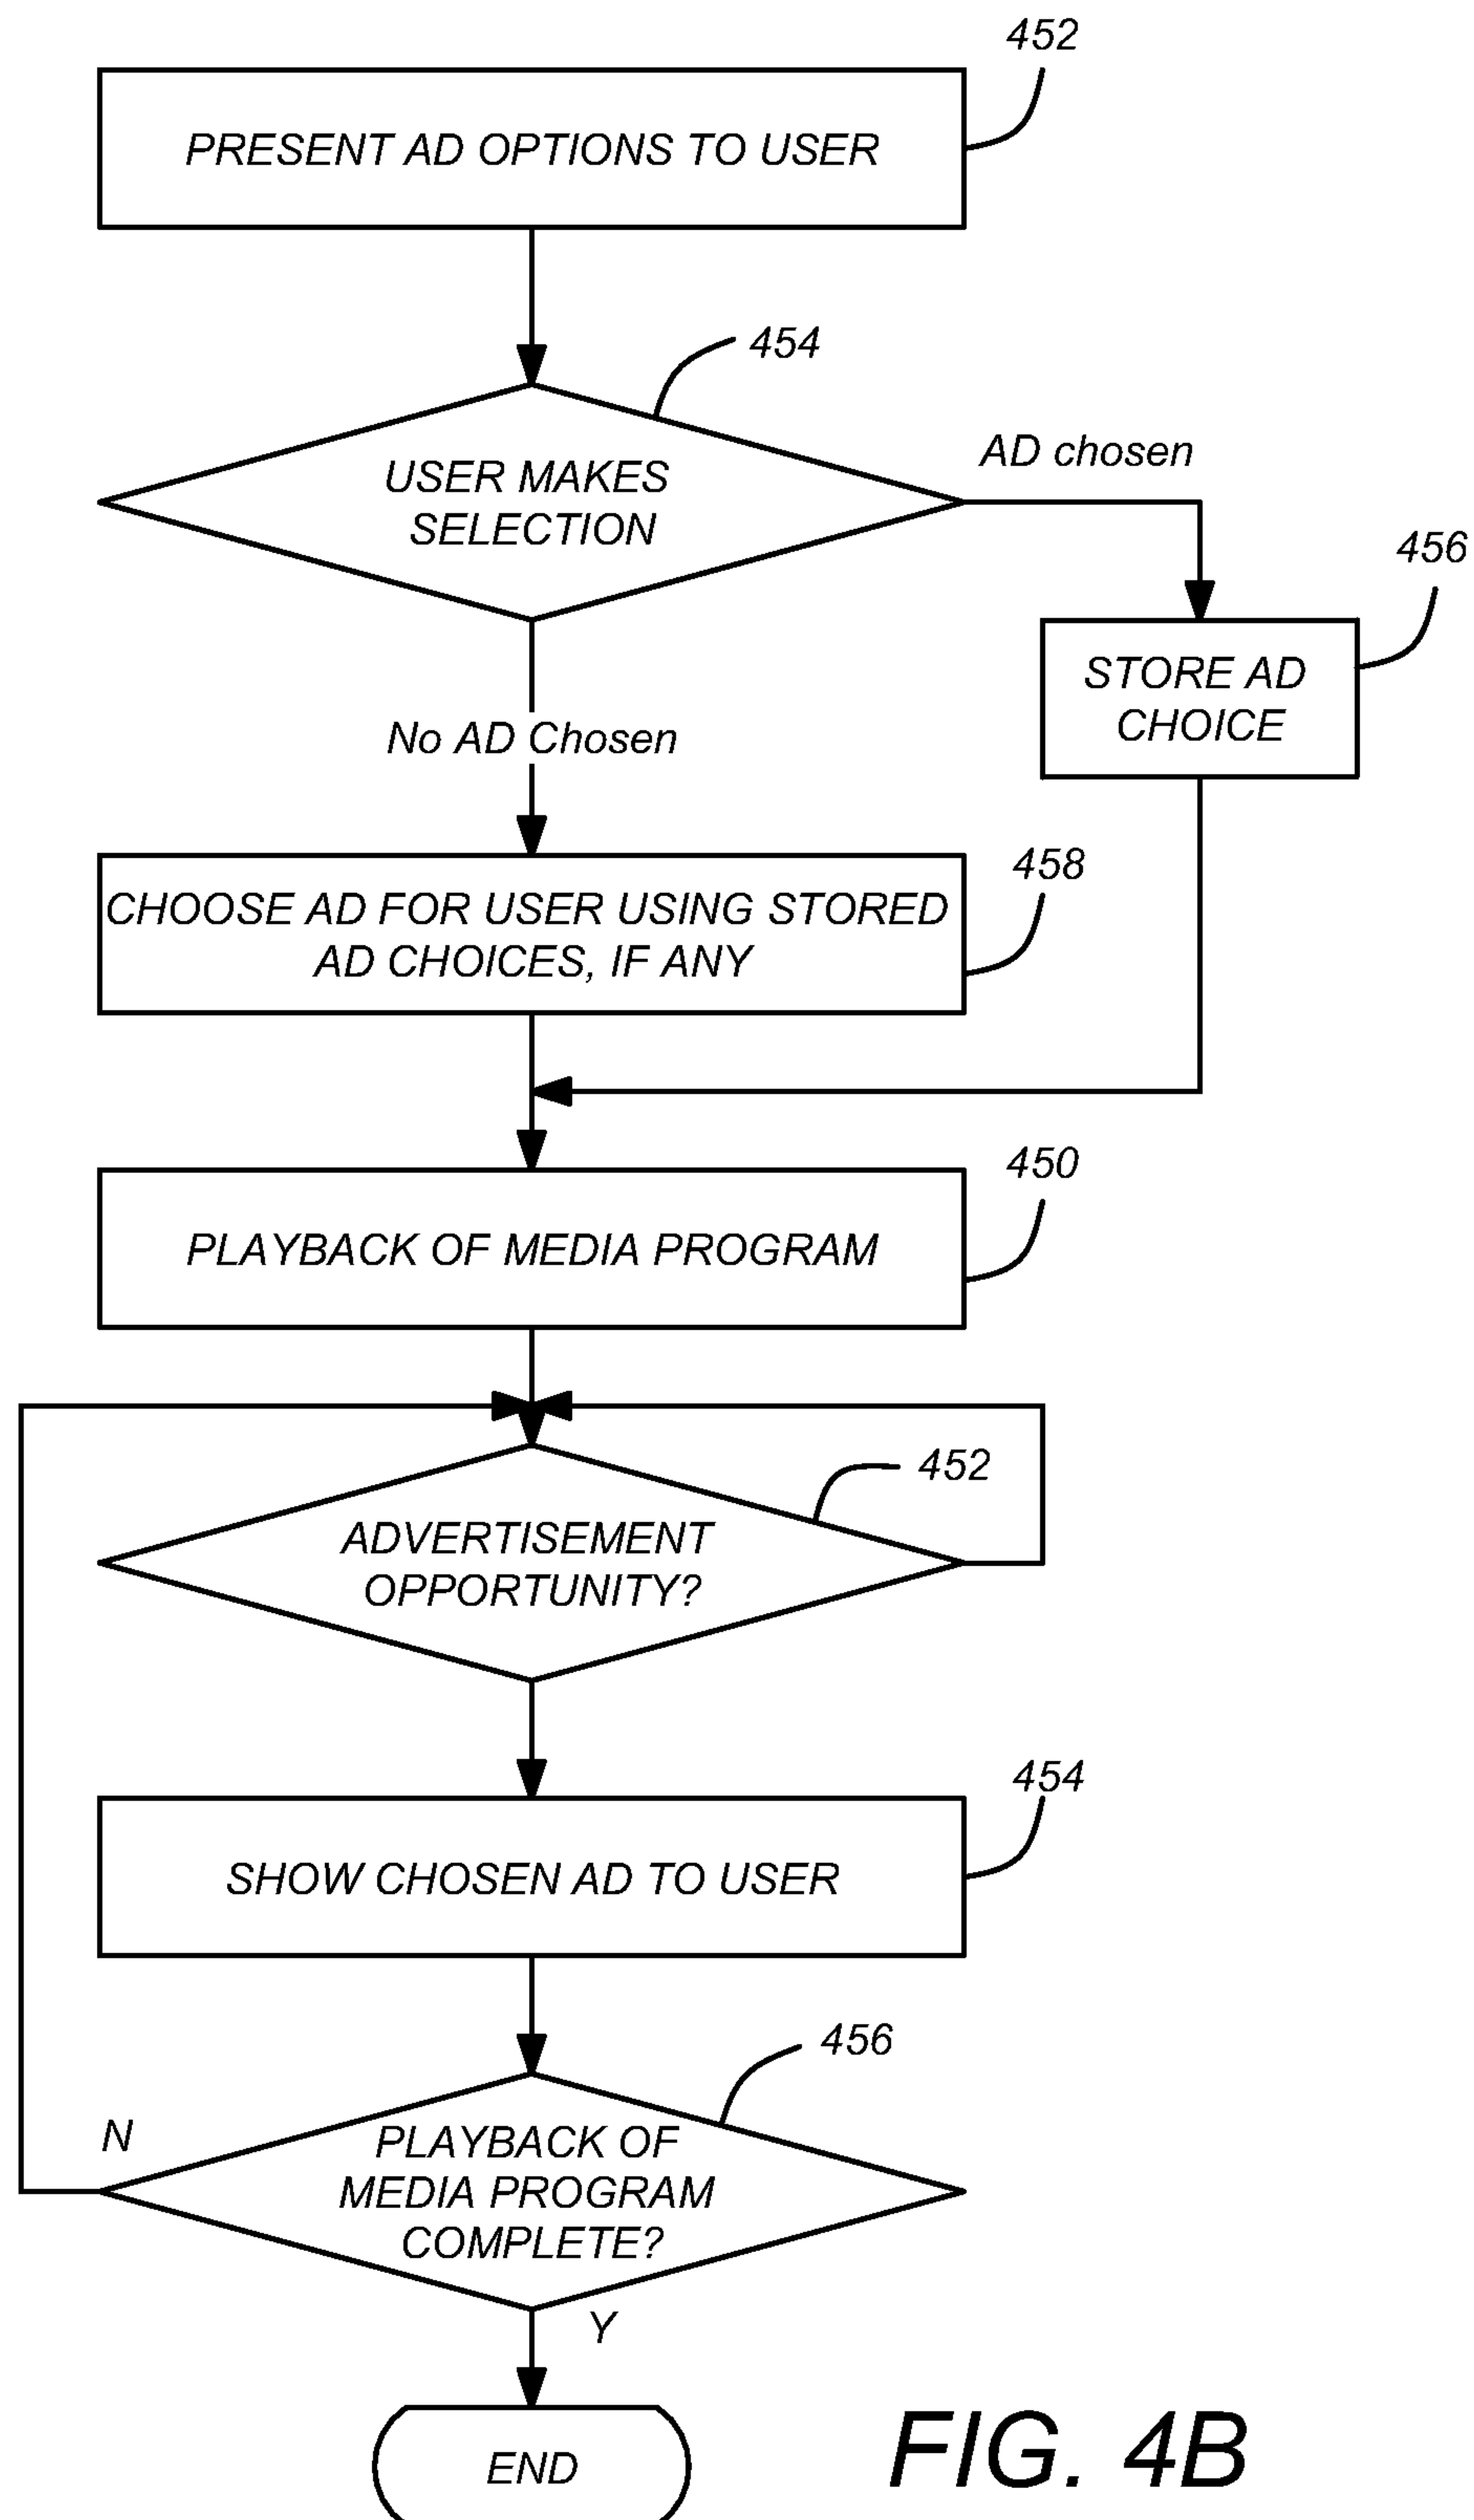 452
PRESENT AD OPTIONS TO USER
454
USER MAKES
SELECTION
AD chosen
456
STORE AD
CHOICE
No AD Chosen
458
CHOOSE AD FOR USER USING STORED
AD CHOICES, IF ANY
450
PLAYBACK OF MEDIA PROGRAM
452
ADVERTISEMENT
OPPORTUNITY?
454
SHOW CHOSEN AD TO USER
456
N
PLAYBACK OF
MEDIA PROGRAM
COMPLETE?
Y
END
FIG. 4B